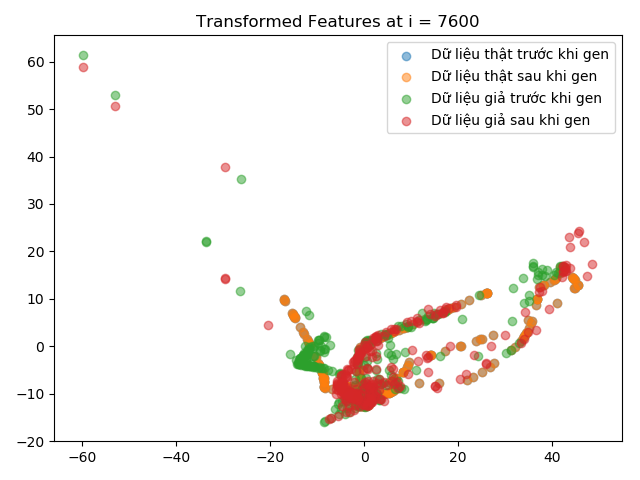 Transformed Features at i = 7600
Dữ liệu thật trước khi gen
Dữ liệu thật sau khi gen
Dữ liệu giả trước khi gen
Dữ liệu giả sau khi gen
60
50
40
30
20
10
0
−10
−20
−60 −40 −20 0 20 40